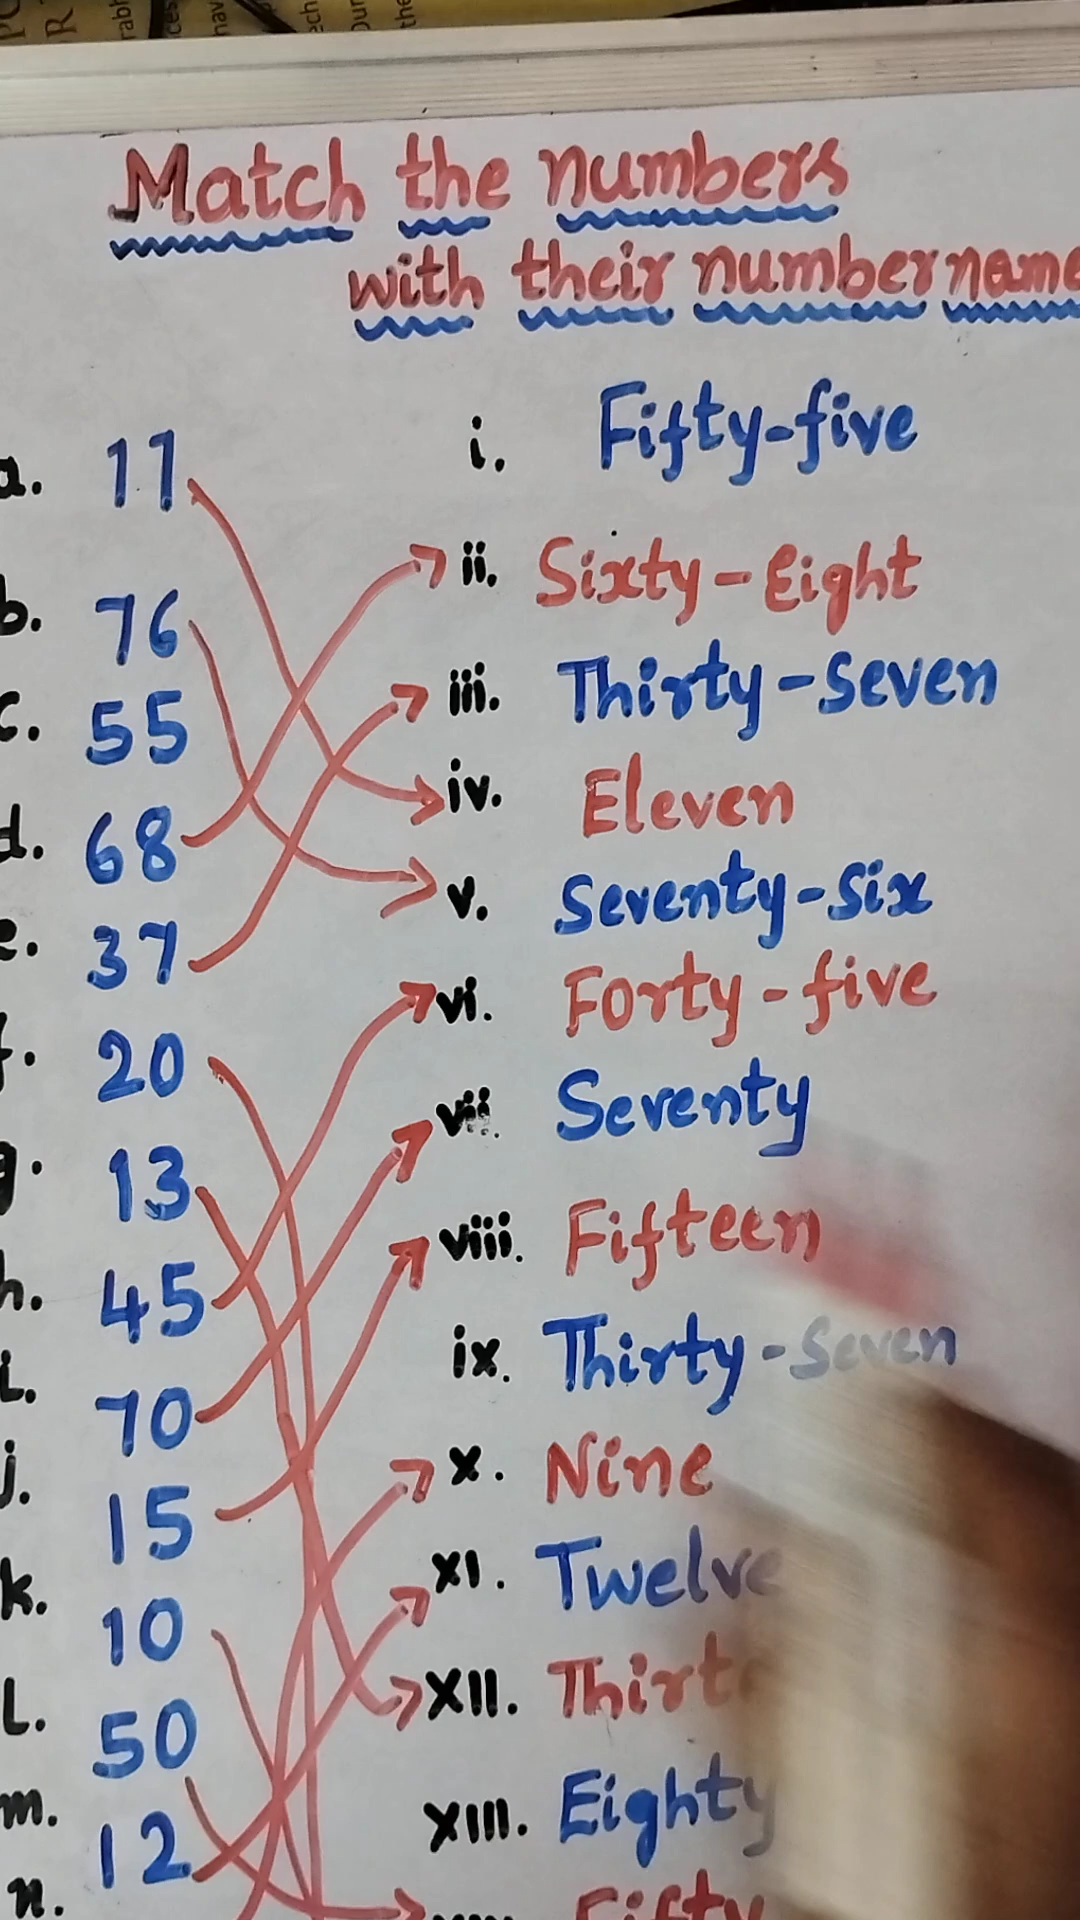 Match the numbers
with their number name
a. 11 i. Fifty-five
b. 76 ii. Sixty-Eight
c. 55 iii. Thirty-Seven
d. 68 iv. Eleven
e. 37 v. Seventy-Six
f. 20 vi. Forty-five
g. 13 vii. Seventy
h. 45 viii. Fifteen
i. 70 ix. Thirty-Seven
j. 15 x. Nine
k. 10 XI. Twelve
l. 50 XII.
m. 12 XIII. Eighty
n. Fifty